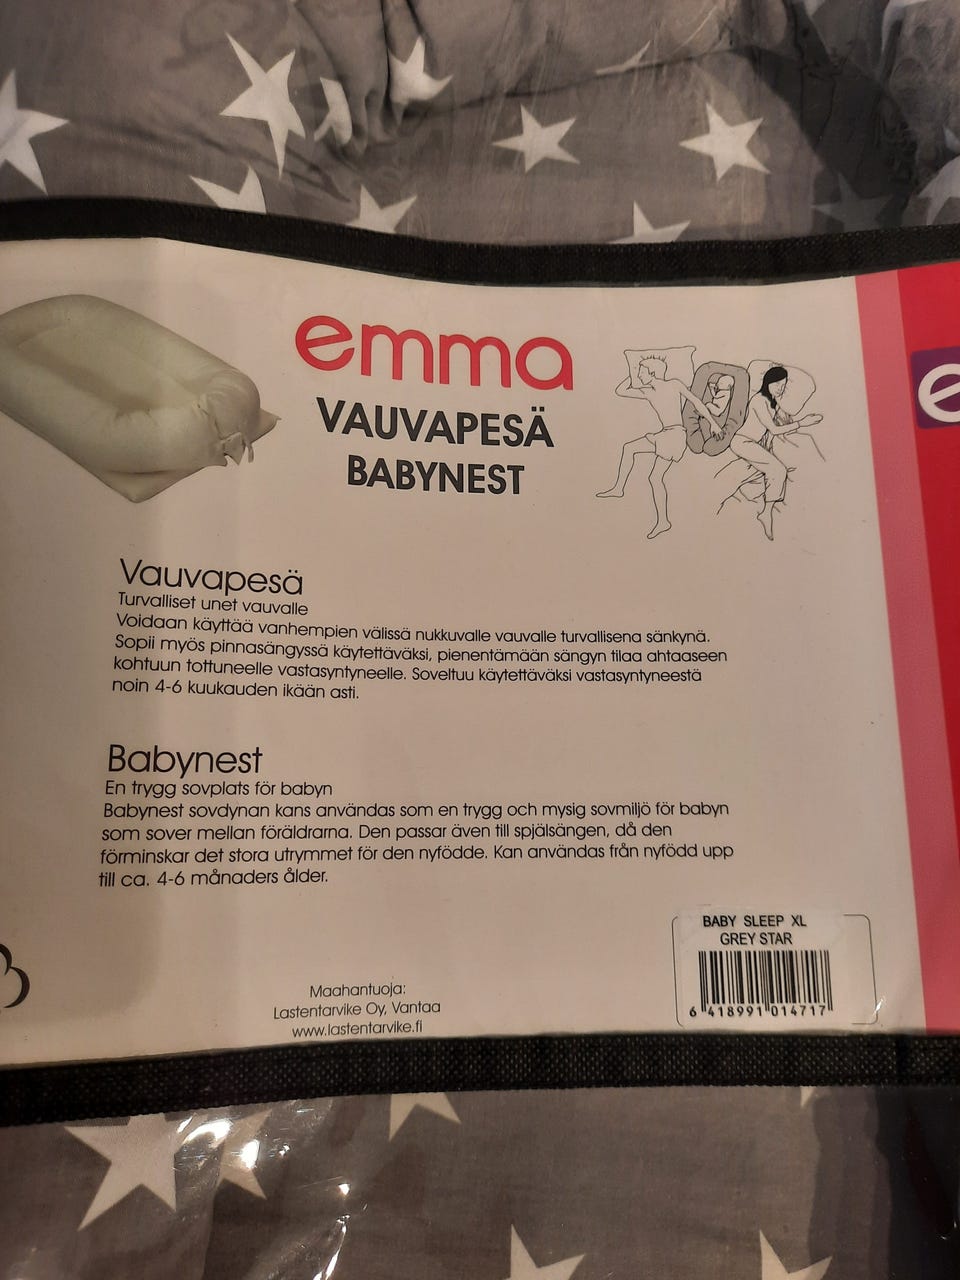 emma
VAUVAPESÄ
BABYNEST
e
Vauvapesä
Turvalliset unet vauvalle
Voidaan käyttää vanhempien välissä nukkuvalle vauvalle turvallisena sänkynä.
Sopii myös pinnasängyssä käytettäväksi, pienentämään sängyn tilaa ahtaaseen
kohtuun tottuneelle vastasyntyneelle. Soveltuu käytettäväksi vastasyntyneestä
noin 4-6 kuukauden ikään asti.
Babynest
En trygg sovplats för babyn
Babynest sovdynan kans användas som en trygg och mysig sovmiljö för babyn
som sover mellan föräldrarna. Den passar även till spjälsängen, då den
förminskar det stora utrymmet för den nyfödde. Kan användas från nyfödd upp
till ca. 4-6 månaders ålder.
BABY SLEEP XL
GREY STAR
6 418991 014717
Maahantuoja:
Lastentarvike Oy, Vantaa
www.lastentarvike.fi